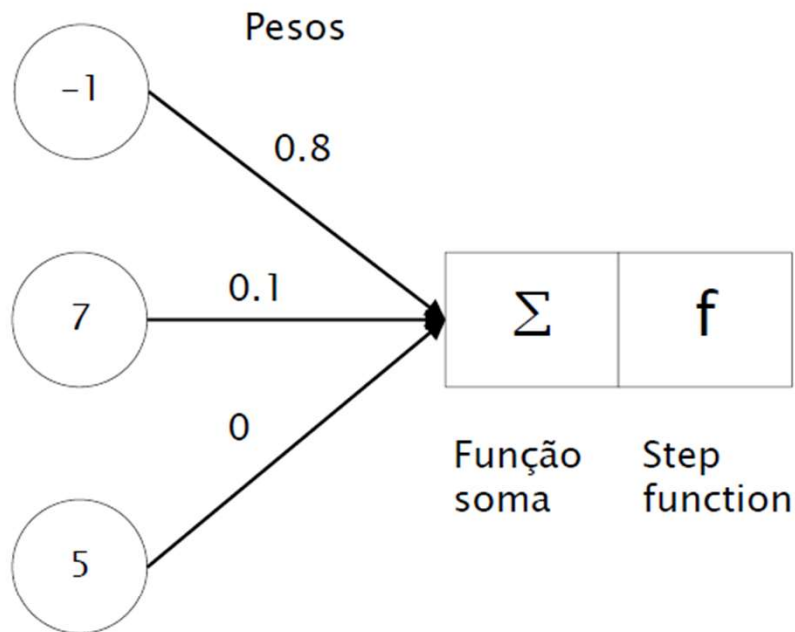 Pesos
-1
0.8
7
0.1
Σ
f
0
Função
soma
Step
function
5